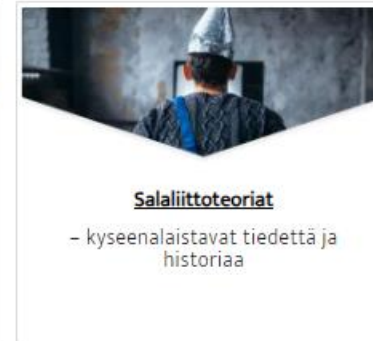 Salaliittoteoriat
– kyseenalaistavat tiedettä ja
historiaa